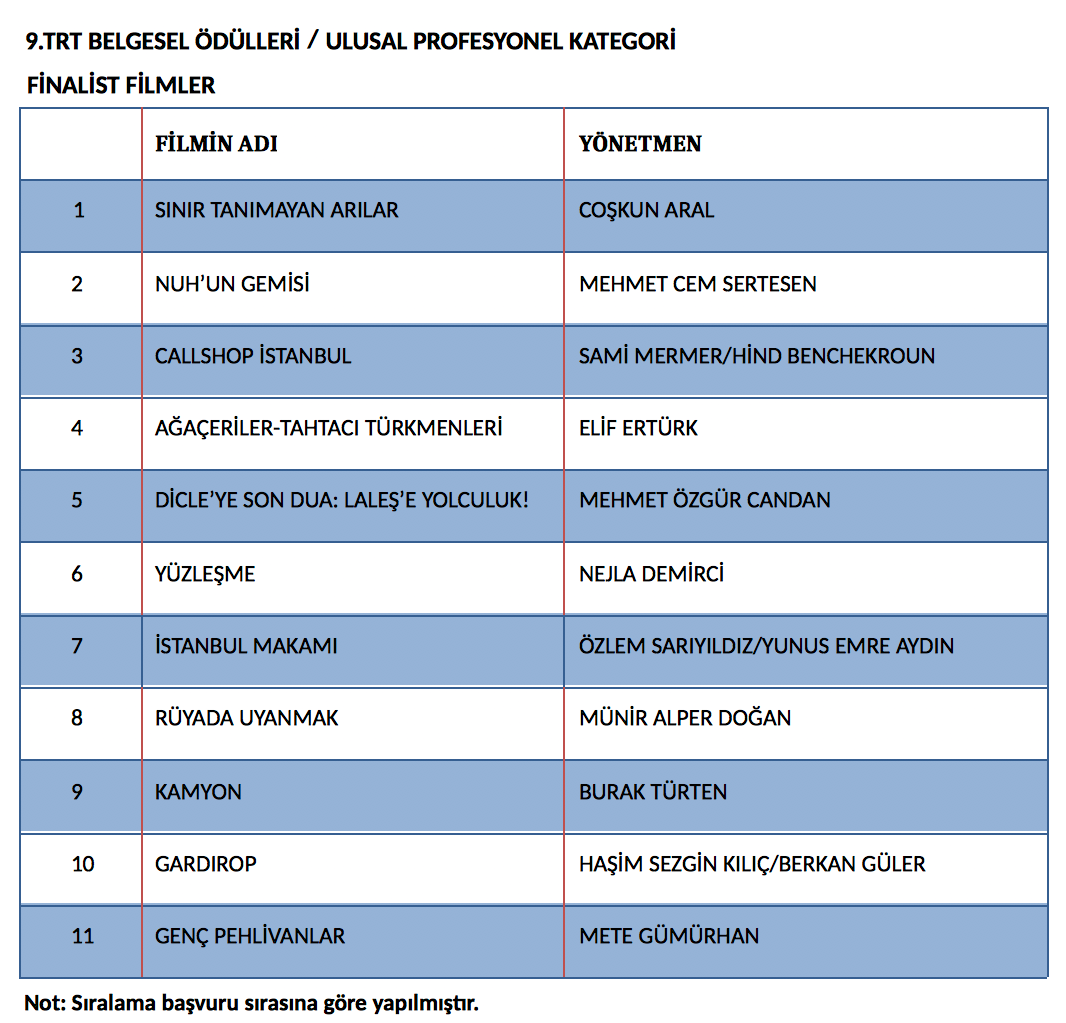 9.TRT BELGESEL ÖDÜLLERİ / ULUSAL PROFESYONEL KATEGORİ
FİNALİST FİLMLER
FİLMİN ADI YÖNETMEN
1 SINIR TANIMAYAN ARILAR COŞKUN ARAL
2 NUH’UN GEMİSİ MEHMET CEM SERTESEN
3 CALLSHOP İSTANBUL SAMİ MERMER/HİND BENCHEKROUN
4 AĞAÇERİLER-TAHTACI TÜRKMENLERİ ELİF ERTÜRK
5 DİCLE’YE SON DUA: LALEŞ’E YOLCULUK! MEHMET ÖZGÜR CANDAN
6 YÜZLEŞME NEJLA DEMİRCİ
7 İSTANBUL MAKAMI ÖZLEM SARIYILDIZ/YUNUS EMRE AYDIN
8 RÜYADA UYANMAK MÜNİR ALPER DOĞAN
9 KAMYON BURAK TÜRTEN
10 GARDIROP HAŞİM SEZGİN KILIÇ/BERKAN GÜLER
11 GENÇ PEHLİVANLAR METE GÜMÜRHAN
Not: Sıralama başvuru sırasına göre yapılmıştır.